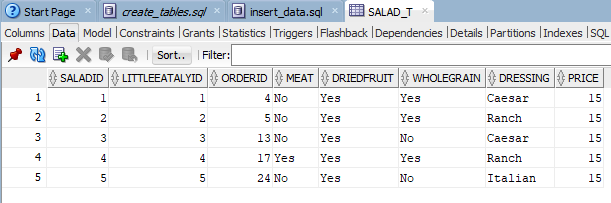 Start Page create_tables.sql insert_data.sql SALAD_T
Columns Data Model Constraints Grants Statistics Triggers Flashback Dependencies Details Partitions Indexes SQL
Sort.. Filter:
SALADID LITTLEEATALYID ORDERID MEAT DRIEDFRUIT WHOLEGRAIN DRESSING PRICE
1 1 1 4 No Yes Yes Caesar 15
2 2 2 5 No Yes Yes Ranch 15
3 3 3 13 No Yes No Caesar 15
4 4 4 17 Yes Yes Yes Ranch 15
5 5 5 24 No Yes No Italian 15